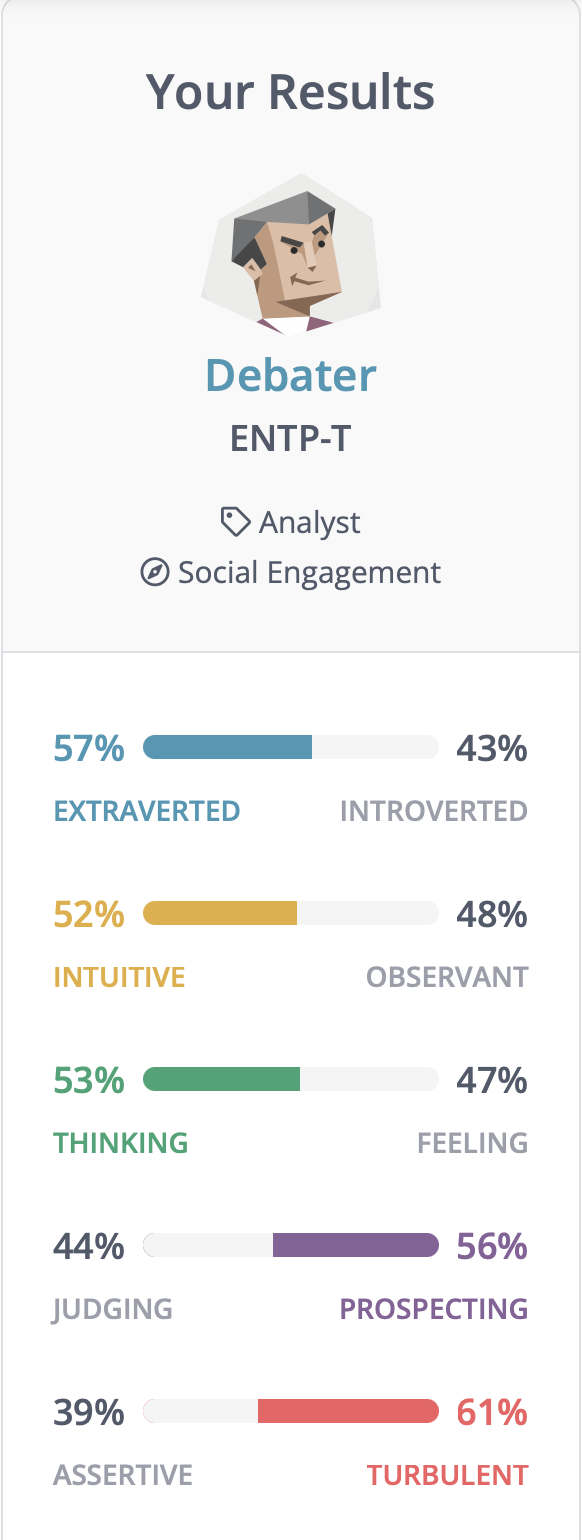 Your Results
Debater
ENTP-T
Analyst
Social Engagement
57% 43%
EXTRAVERTED INTROVERTED
52% 48%
INTUITIVE OBSERVANT
53% 47%
THINKING FEELING
44% 56%
JUDGING PROSPECTING
39% 61%
ASSERTIVE TURBULENT